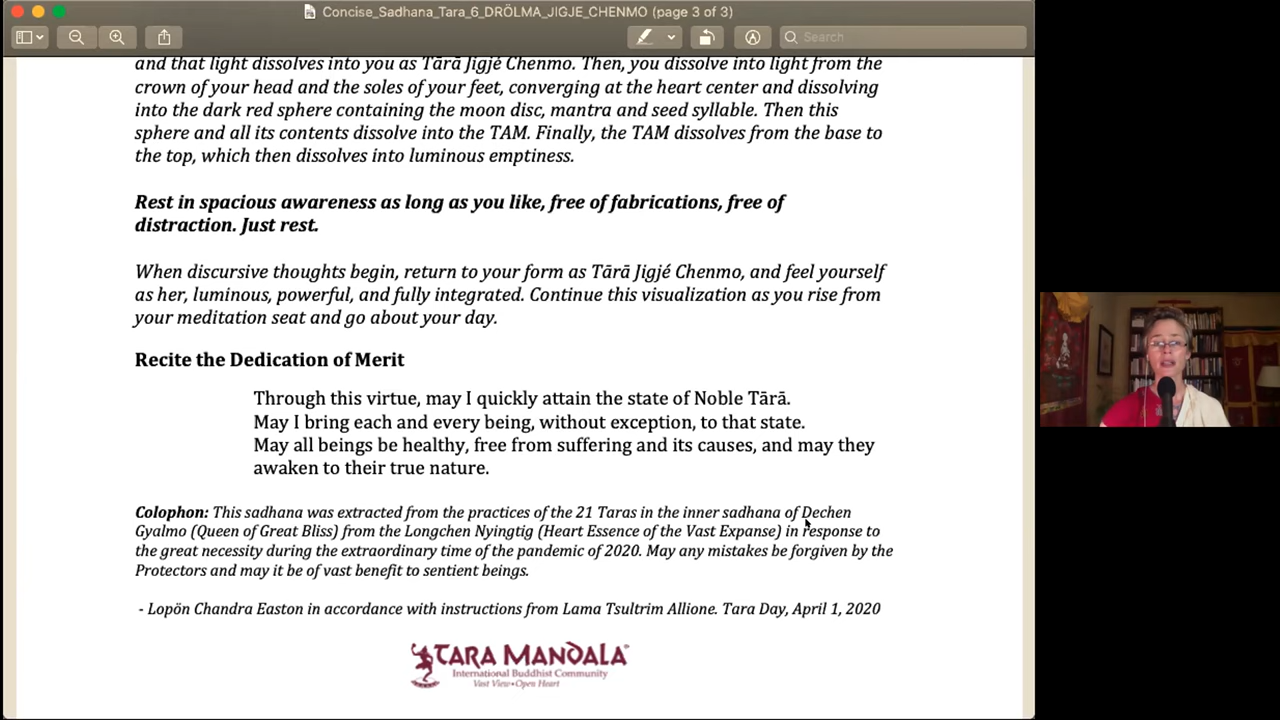 Concise_Sadhana_Tara_6_DRÖLMA_JIGJE_CHENMO (page 3 of 3)
Search
and that light dissolves into you as Tārā Jigjé Chenmo. Then, you dissolve into light from the
crown of your head and the soles of your feet, converging at the heart center and dissolving
into the dark red sphere containing the moon disc, mantra and seed syllable. Then this
sphere and all its contents dissolve into the TAM. Finally, the TAM dissolves from the base to
the top, which then dissolves into luminous emptiness.
Rest in spacious awareness as long as you like, free of fabrications, free of
distraction. Just rest.
When discursive thoughts begin, return to your form as Tārā Jigjé Chenmo, and feel yourself
as her, luminous, powerful, and fully integrated. Continue this visualization as you rise from
your meditation seat and go about your day.
Recite the Dedication of Merit
Through this virtue, may I quickly attain the state of Noble Tārā.
May I bring each and every being, without exception, to that state.
May all beings be healthy, free from suffering and its causes, and may they
awaken to their true nature.
Colophon: This sadhana was extracted from the practices of the 21 Taras in the inner sadhana of Dechen
Gyalmo (Queen of Great Bliss) from the Longchen Nyingtig (Heart Essence of the Vast Expanse) in response to
the great necessity during the extraordinary time of the pandemic of 2020. May any mistakes be forgiven by the
Protectors and may it be of vast benefit to sentient beings.
- Lopön Chandra Easton in accordance with instructions from Lama Tsultrim Allione. Tara Day, April 1, 2020
TARA MANDALA®
International Buddhist Community
Vast View • Open Heart